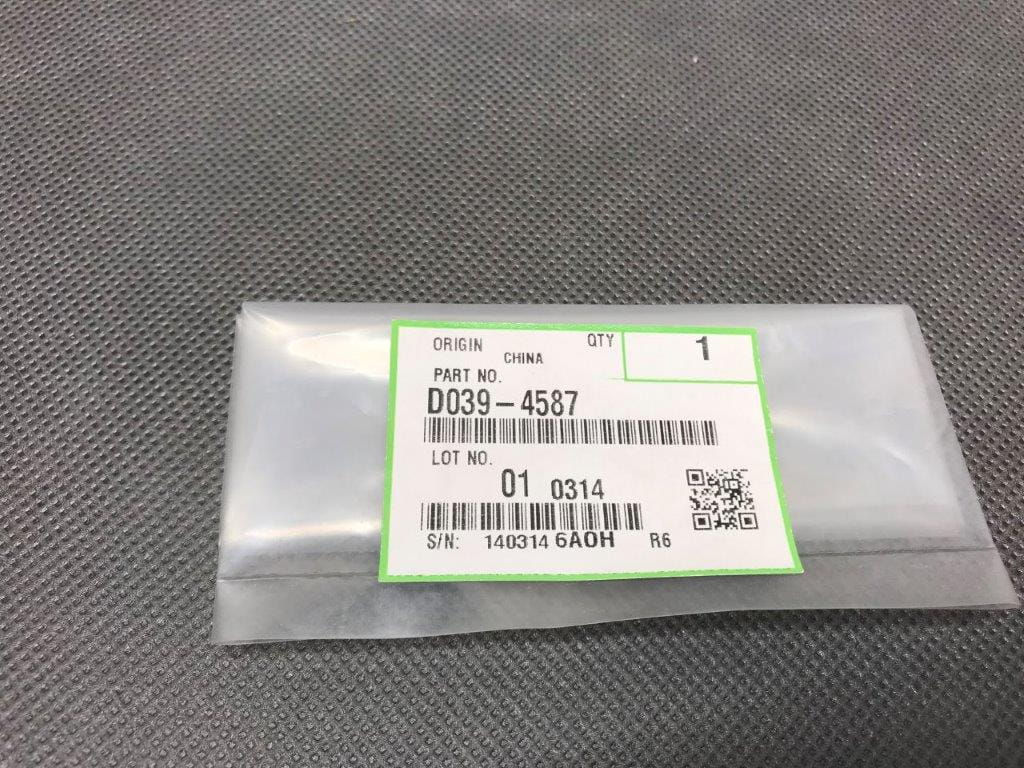 ORIGIN CHINA QTY 1
PART NO.
D039-4587
LOT NO.
01 0314
S/N: 140314 6A0H R6